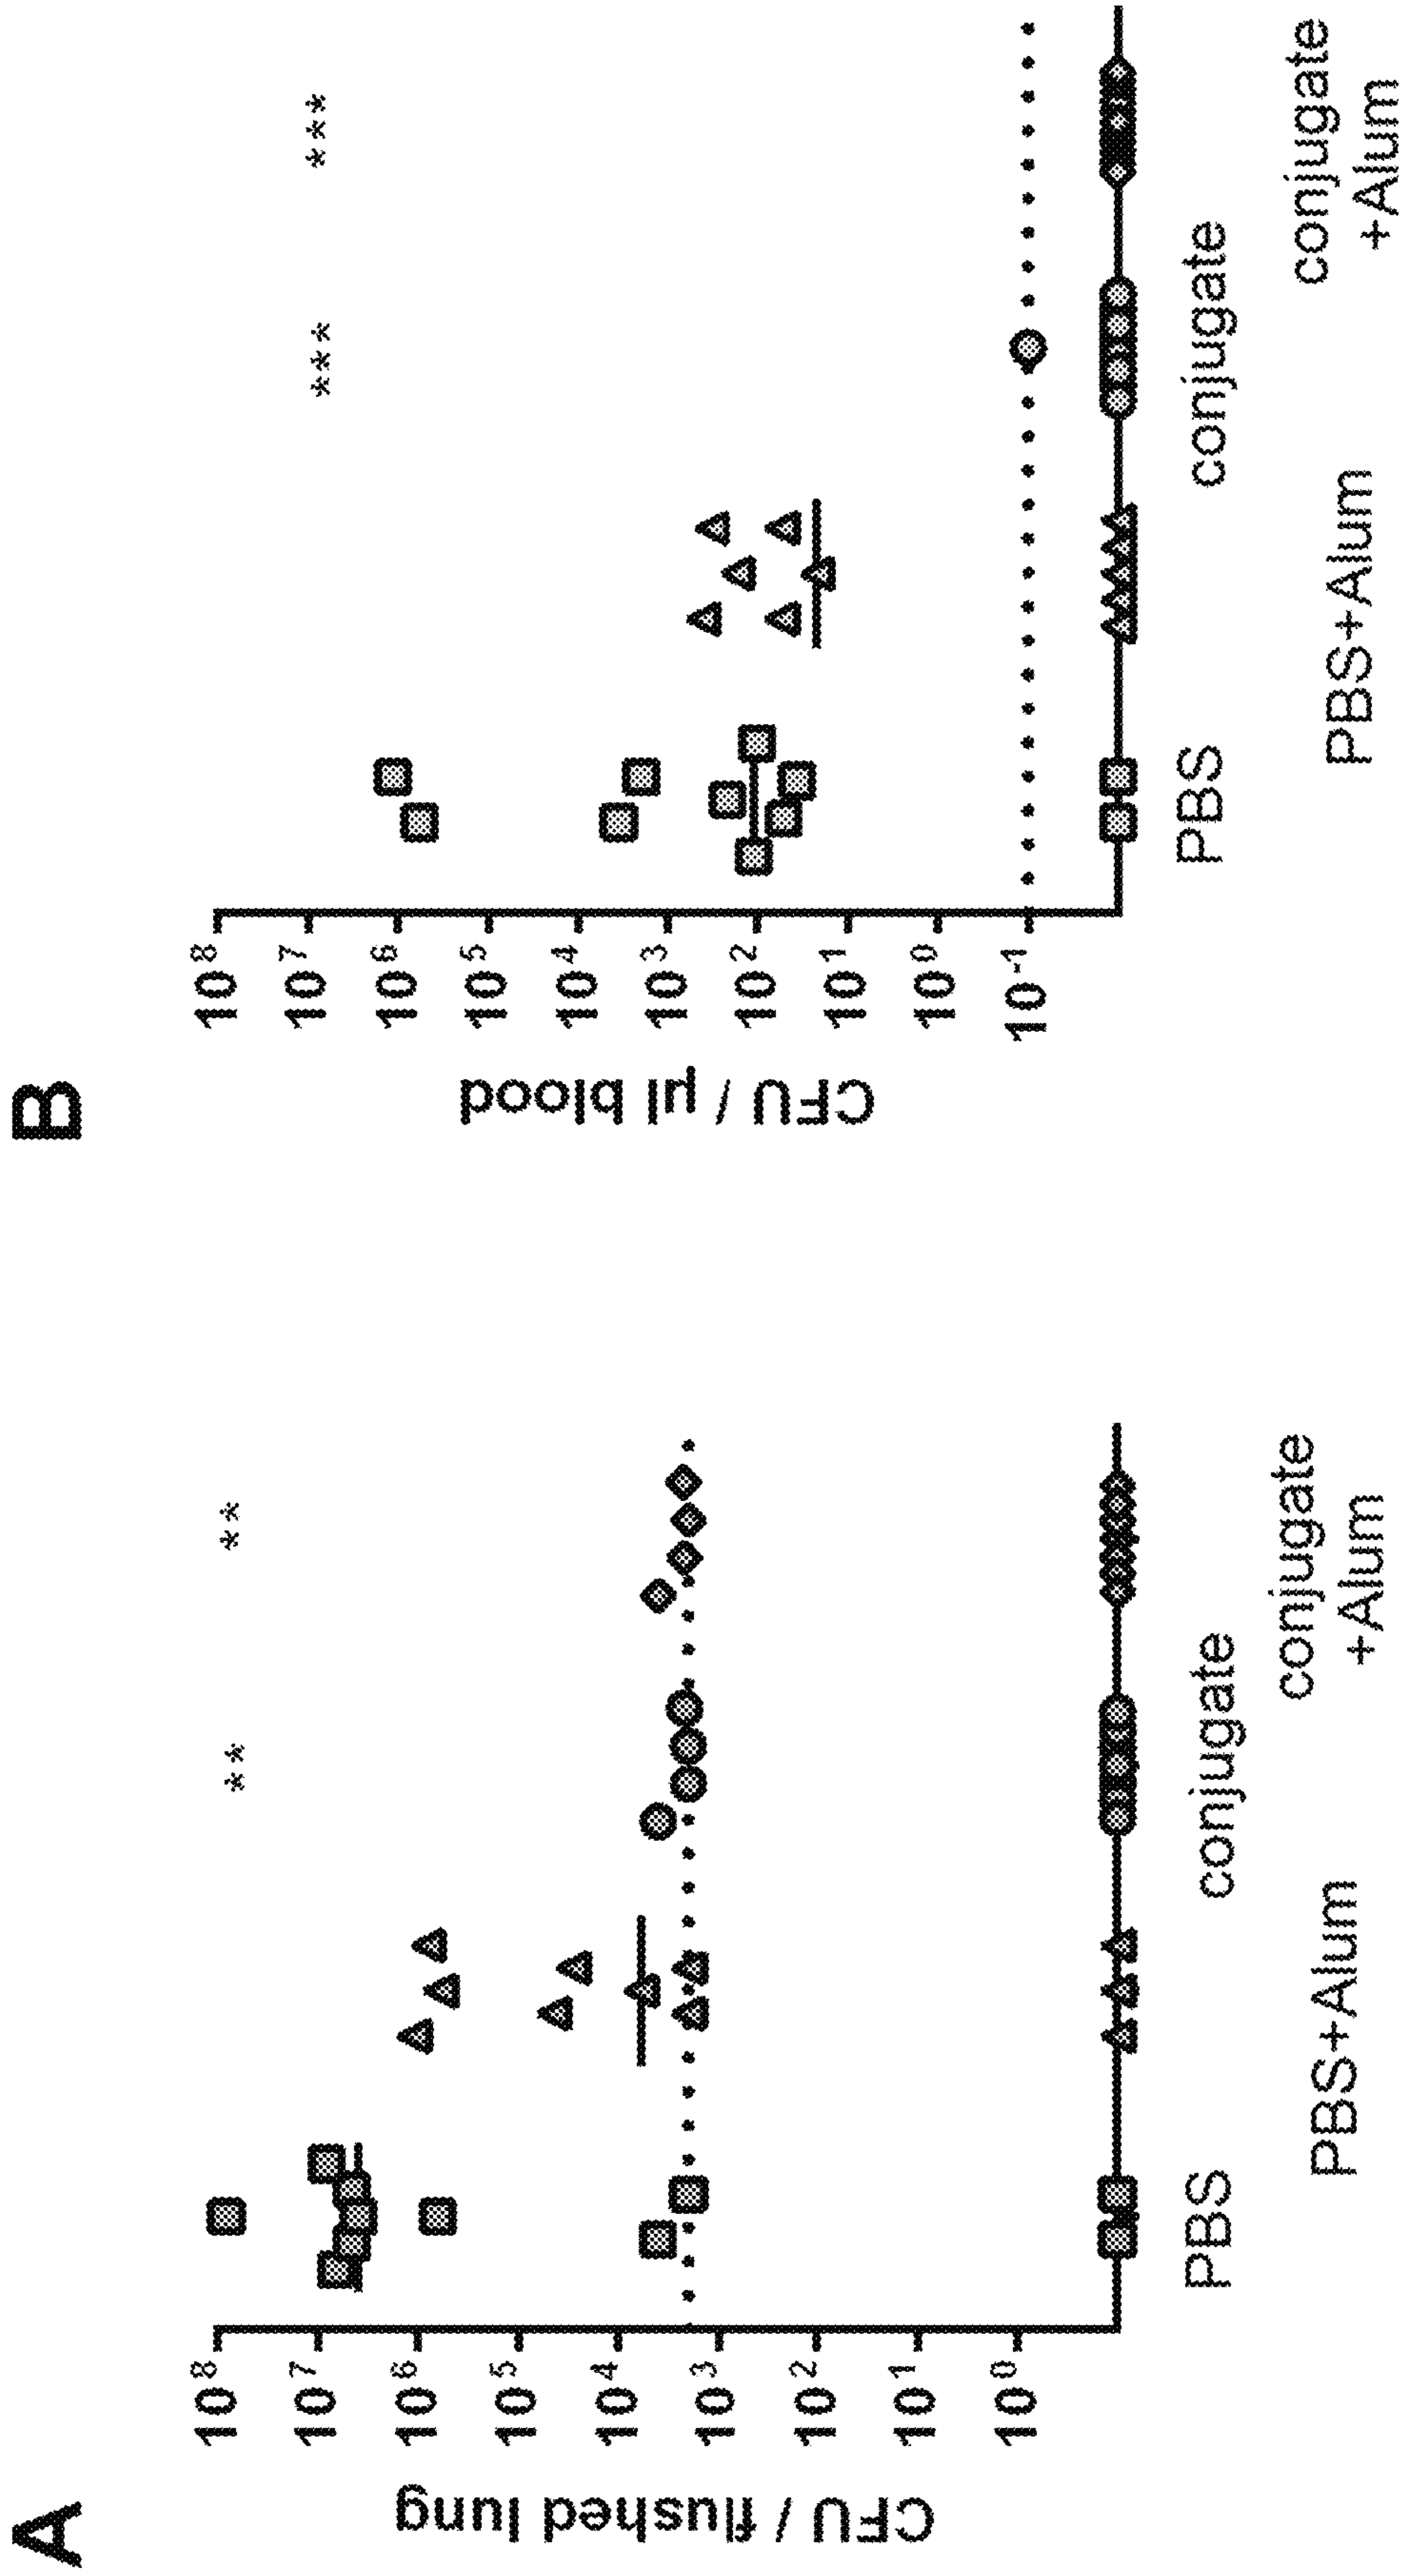 A
CFU / flushed lung
10⁸
10⁷
10⁶
10⁵
10⁴
10³
10²
10¹
10⁰
**
**
PBS
PBS+Alum
conjugate
conjugate
+Alum
B
CFU / µl blood
10⁸
10⁷
10⁶
10⁵
10⁴
10³
10²
10¹
10⁰
10⁻¹
***
***
PBS
PBS+Alum
conjugate
conjugate
+Alum